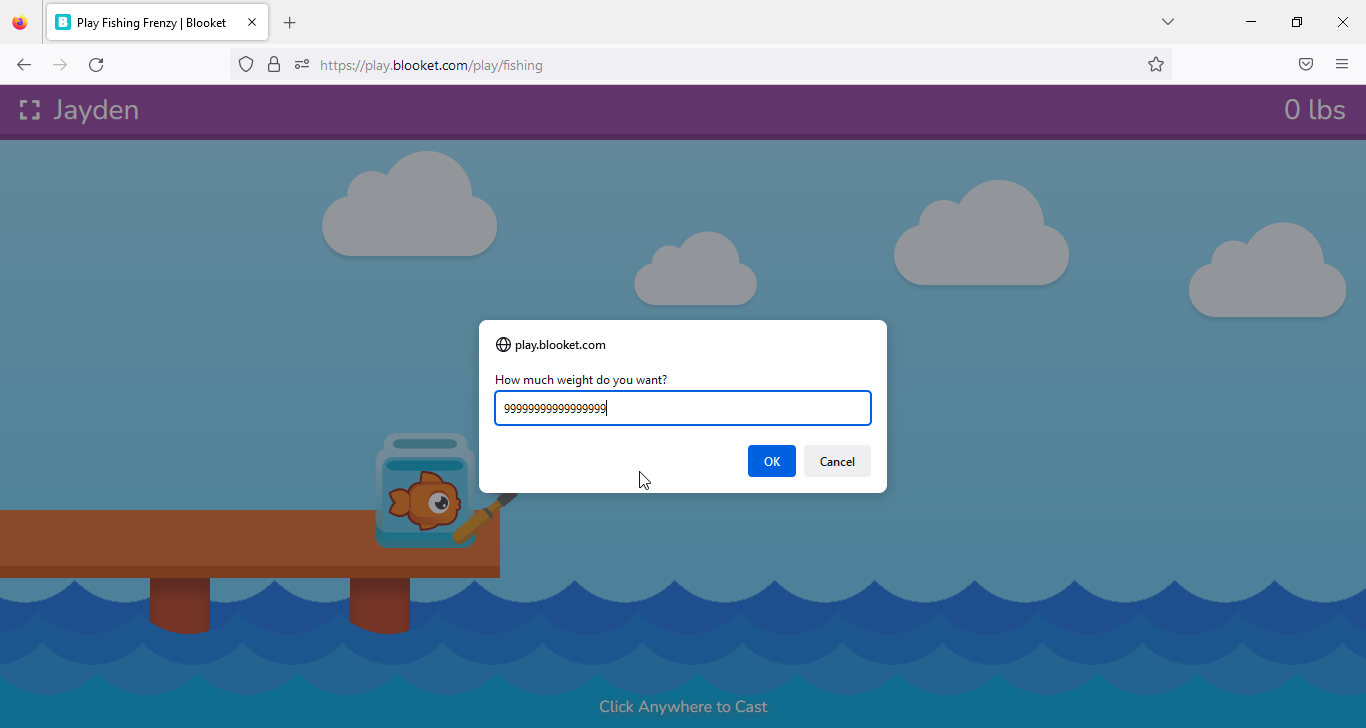 Play Fishing Frenzy | Blooket
https://play.blooket.com/play/fishing
Jayden
0 lbs
play.blooket.com
How much weight do you want?
99999999999999999
OK
Cancel
Click Anywhere to Cast